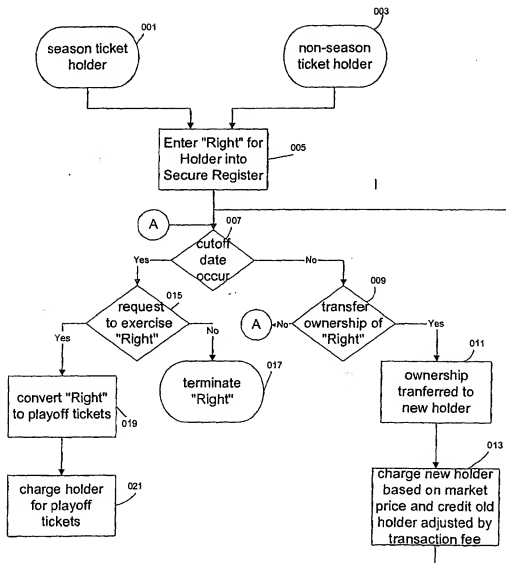 001
season ticket
holder
003
non-season
ticket holder
Enter "Right" for
Holder into
Secure Register
005
A
007
cutoff
date
occur
Yes
No
015
request
to exercise
"Right"
Yes
No
009
transfer
ownership of
"Right"
A
No
Yes
017
terminate
"Right"
011
ownership
tranferred to
new holder
convert "Right"
to playoff tickets
019
013
charge new holder
based on market
price and credit old
holder adjusted by
transaction fee
charge holder
for playoff
tickets
021